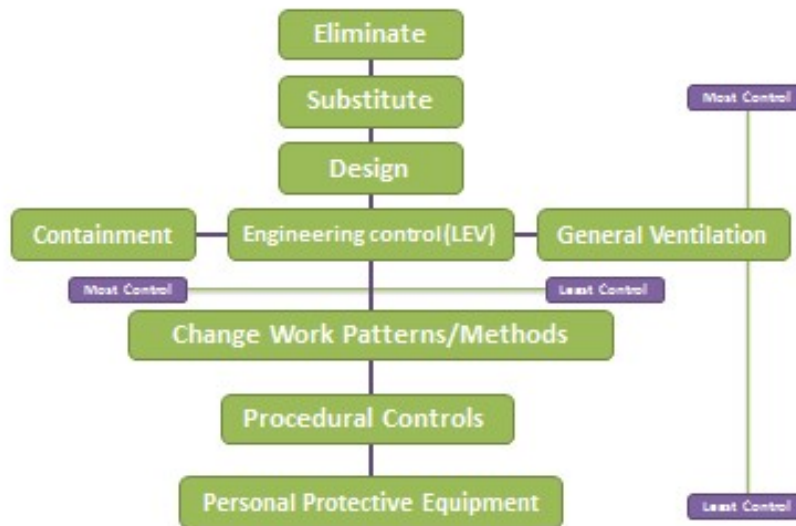 Eliminate
Substitute
Most Control
Design
Containment
Engineering control (LEV)
General Ventilation
Most Control
Least Control
Change Work Patterns/Methods
Procedural Controls
Personal Protective Equipment
Least Control